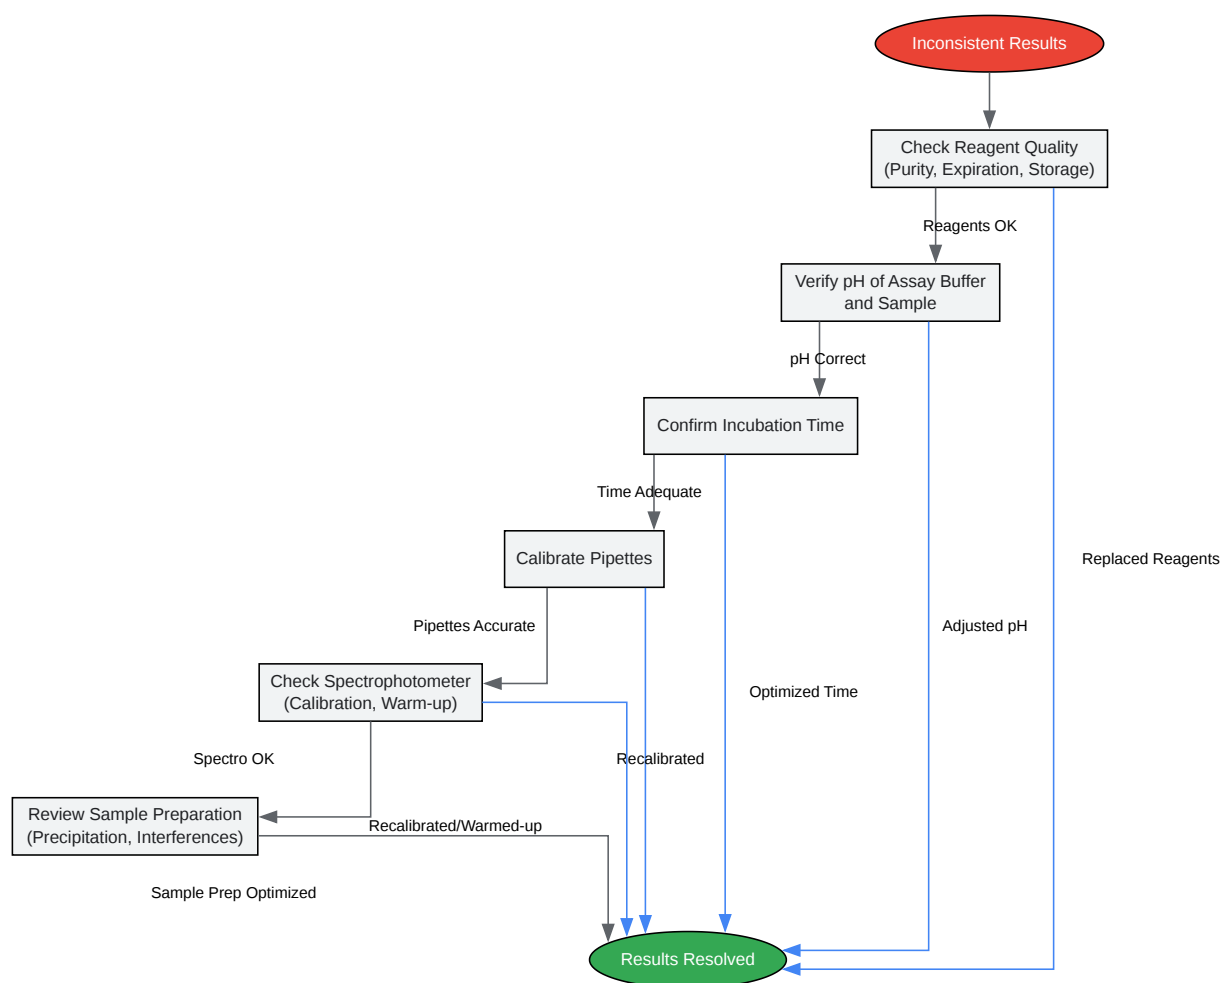 Inconsistent Results
Check Reagent Quality
(Purity, Expiration, Storage)
Reagents OK
Verify pH of Assay Buffer
and Sample
pH Correct
Confirm Incubation Time
Time Adequate
Calibrate Pipettes
Replaced Reagents
Pipettes Accurate
Adjusted pH
Check Spectrophotometer
(Calibration, Warm-up)
Optimized Time
Spectro OK
Recalibrated
Review Sample Preparation
(Precipitation, Interferences)
Recalibrated/Warmed-up
Sample Prep Optimized
Results Resolved